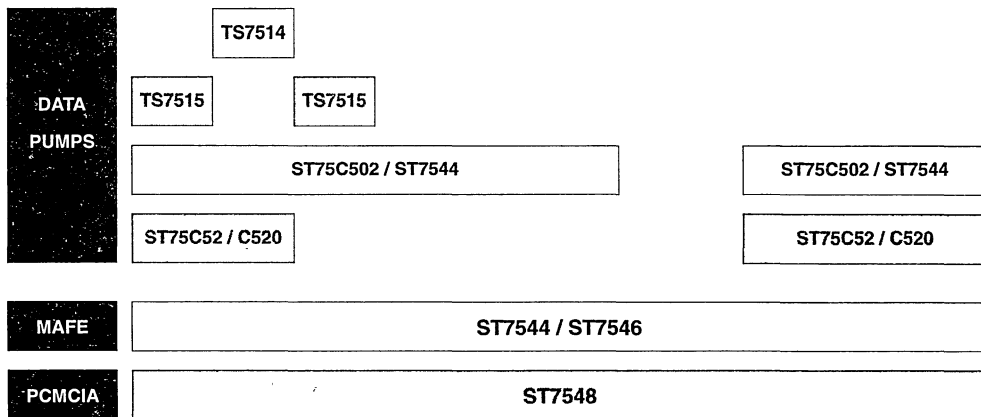 TS7514
DATA
PUMPS
TS7515
TS7515
ST75C502 / ST7544
ST75C502 / ST7544
ST75C52 / C520
ST75C52 / C520
MAFE
ST7544 / ST7546
PCMCIA
ST7548